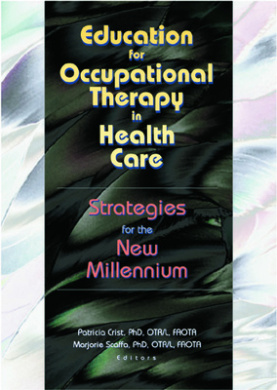 Education
for
Occupational
Therapy
in
Health
Care
Strategies
for the
New
Millennium
Patricia Crist, PhD, OTR/L, FAOTA
Marjorie Scaffa, PhD, OTR/L, FAOTA
Editors